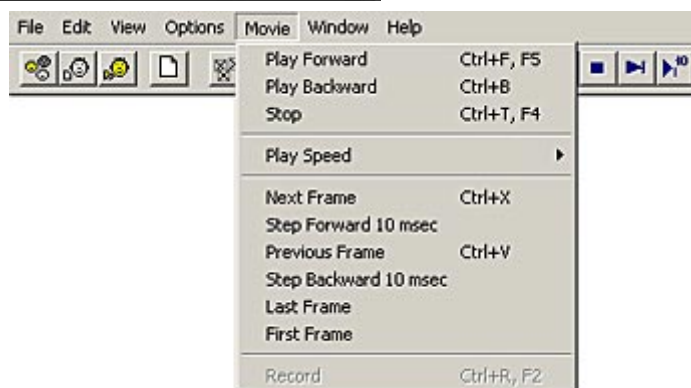 File Edit View Options Movie Window Help
10
Play Forward Ctrl+F, F5
Play Backward Ctrl+B
Stop Ctrl+T, F4
Play Speed
Next Frame Ctrl+X
Step Forward 10 msec
Previous Frame Ctrl+V
Step Backward 10 msec
Last Frame
First Frame
Record Ctrl+R, F2